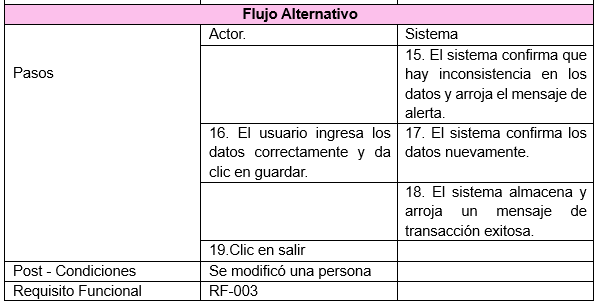 Flujo Alternativo
Actor.
Sistema
Pasos
15. El sistema confirma que
hay inconsistencia en los
datos y arroja el mensaje de
alerta.
16. El usuario ingresa los
datos correctamente y da
clic en guardar.
17. El sistema confirma los
datos nuevamente.
18. El sistema almacena y
arroja un mensaje de
transacción exitosa.
19.Clic en salir
Post - Condiciones
Se modificó una persona
Requisito Funcional
RF-003